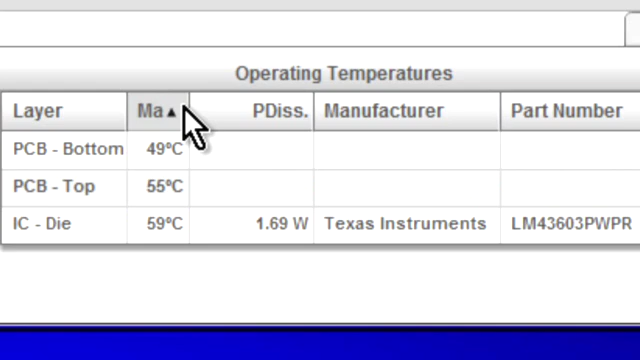 Operating Temperatures
Layer Ma▲ PDiss. Manufacturer Part Number
PCB - Bottom 49°C
PCB - Top 55°C
IC - Die 59°C 1.69 W Texas Instruments LM43603PWPR